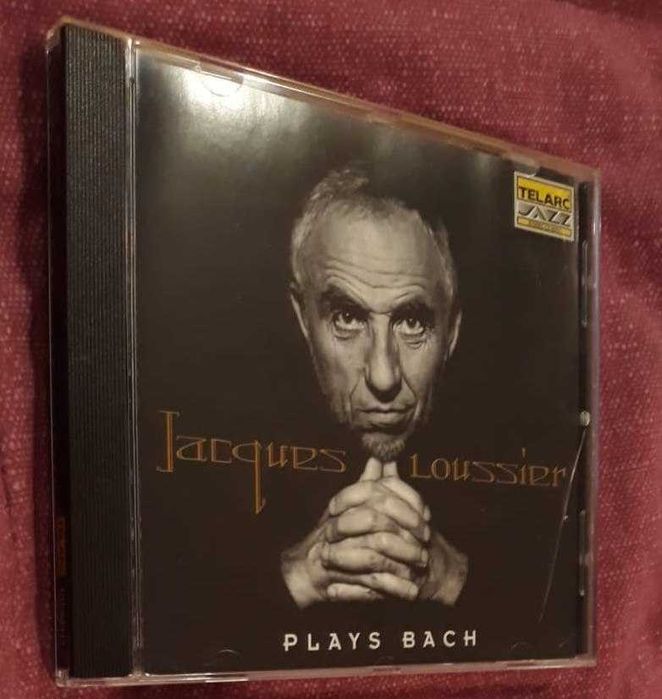 TELARC
JAZZ
Jacques Loussier
PLAYS BACH